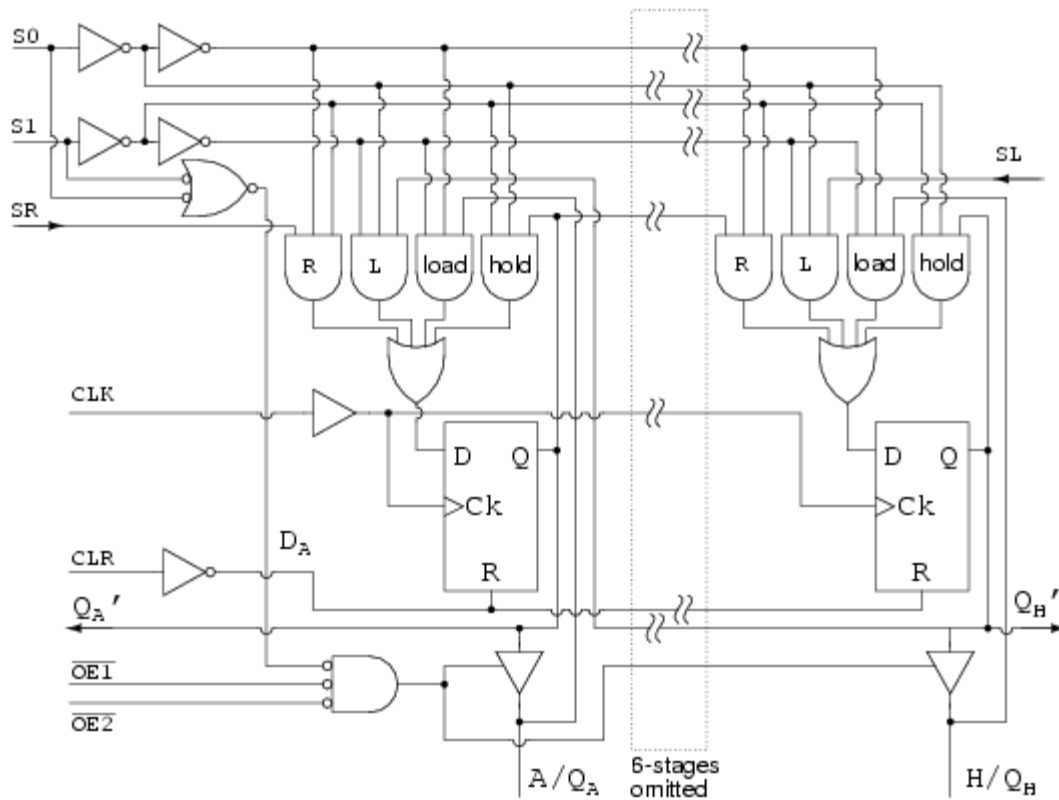 S0
S1
SL
SR
R L load hold R L load hold
CLK
D Q D Q
Ck Ck
CLR
D_A
R R
Q_A' Q_H'
OE1
OE2
6-stages
omitted
A/Q_A
H/Q_H